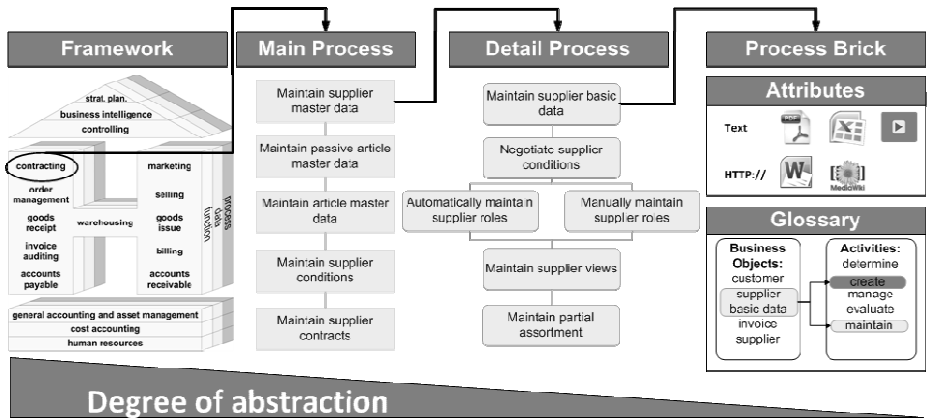 Framework
Main Process
Detail Process
Process Brick
strat. plan.
business intelligence
controlling
contracting
order
management
goods
receipt
invoice
auditing
accounts
payable
warehousing
marketing
selling
goods
issue
billing
accounts
receivable
process
data
function
general accounting and asset management
cost accounting
human resources
Maintain supplier
master data
Maintain passive article
master data
Maintain article master
data
Maintain supplier
conditions
Maintain supplier
contracts
Maintain supplier basic
data
Negotiate supplier
conditions
Automatically maintain
supplier roles
Manually maintain
supplier roles
Maintain supplier views
Maintain partial
assortment
Attributes
Text
PDF
HTTP://
W
[[ ]]
MediaWiki
Glossary
Business
Objects:
customer
supplier
basic data
invoice
supplier
Activities:
determine
create
manage
evaluate
maintain
Degree of abstraction